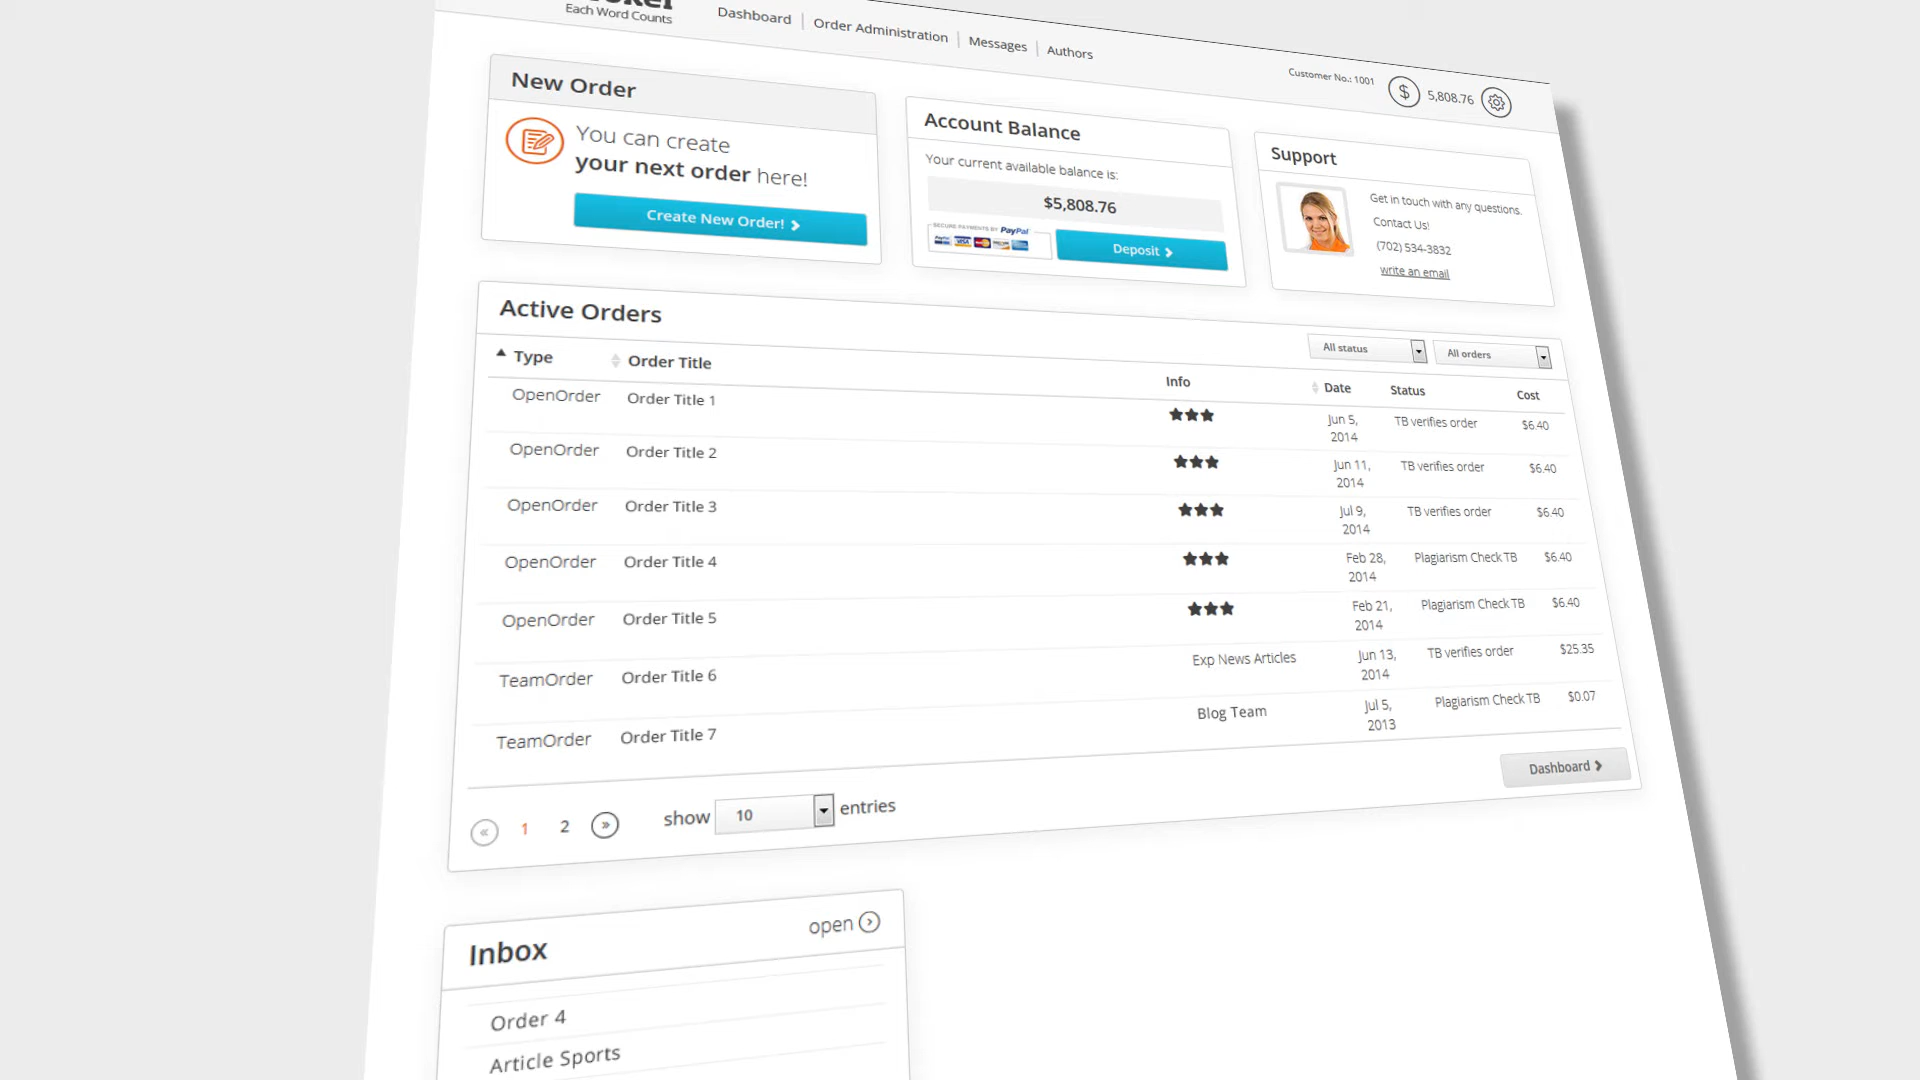 Each Word Counts
Dashboard
Order Administration
Messages
Authors
Customer No.: 1001
$
5,808.76
New Order
You can create
your next order here!
Create New Order!
Account Balance
Your current available balance is:
$5,808.76
SECURE PAYMENTS BY PayPal
Deposit
Support
Get in touch with any questions.
Contact Us!
(702) 534-3832
write an email
Active Orders
All status
All orders
Type Order Title Info Date Status Cost
OpenOrder Order Title 1 Jun 5, 2014 TB verifies order $6.40
OpenOrder Order Title 2 Jun 11, 2014 TB verifies order $6.40
OpenOrder Order Title 3 Jul 9, 2014 TB verifies order $6.40
OpenOrder Order Title 4 Feb 28, 2014 Plagiarism Check TB $6.40
OpenOrder Order Title 5 Feb 21, 2014 Plagiarism Check TB $6.40
TeamOrder Order Title 6 Exp News Articles Jun 13, 2014 TB verifies order $25.35
TeamOrder Order Title 7 Blog Team Jul 5, 2013 Plagiarism Check TB $0.07
« 1 2 » show 10 entries
Dashboard
Inbox
open
Order 4
Article Sports